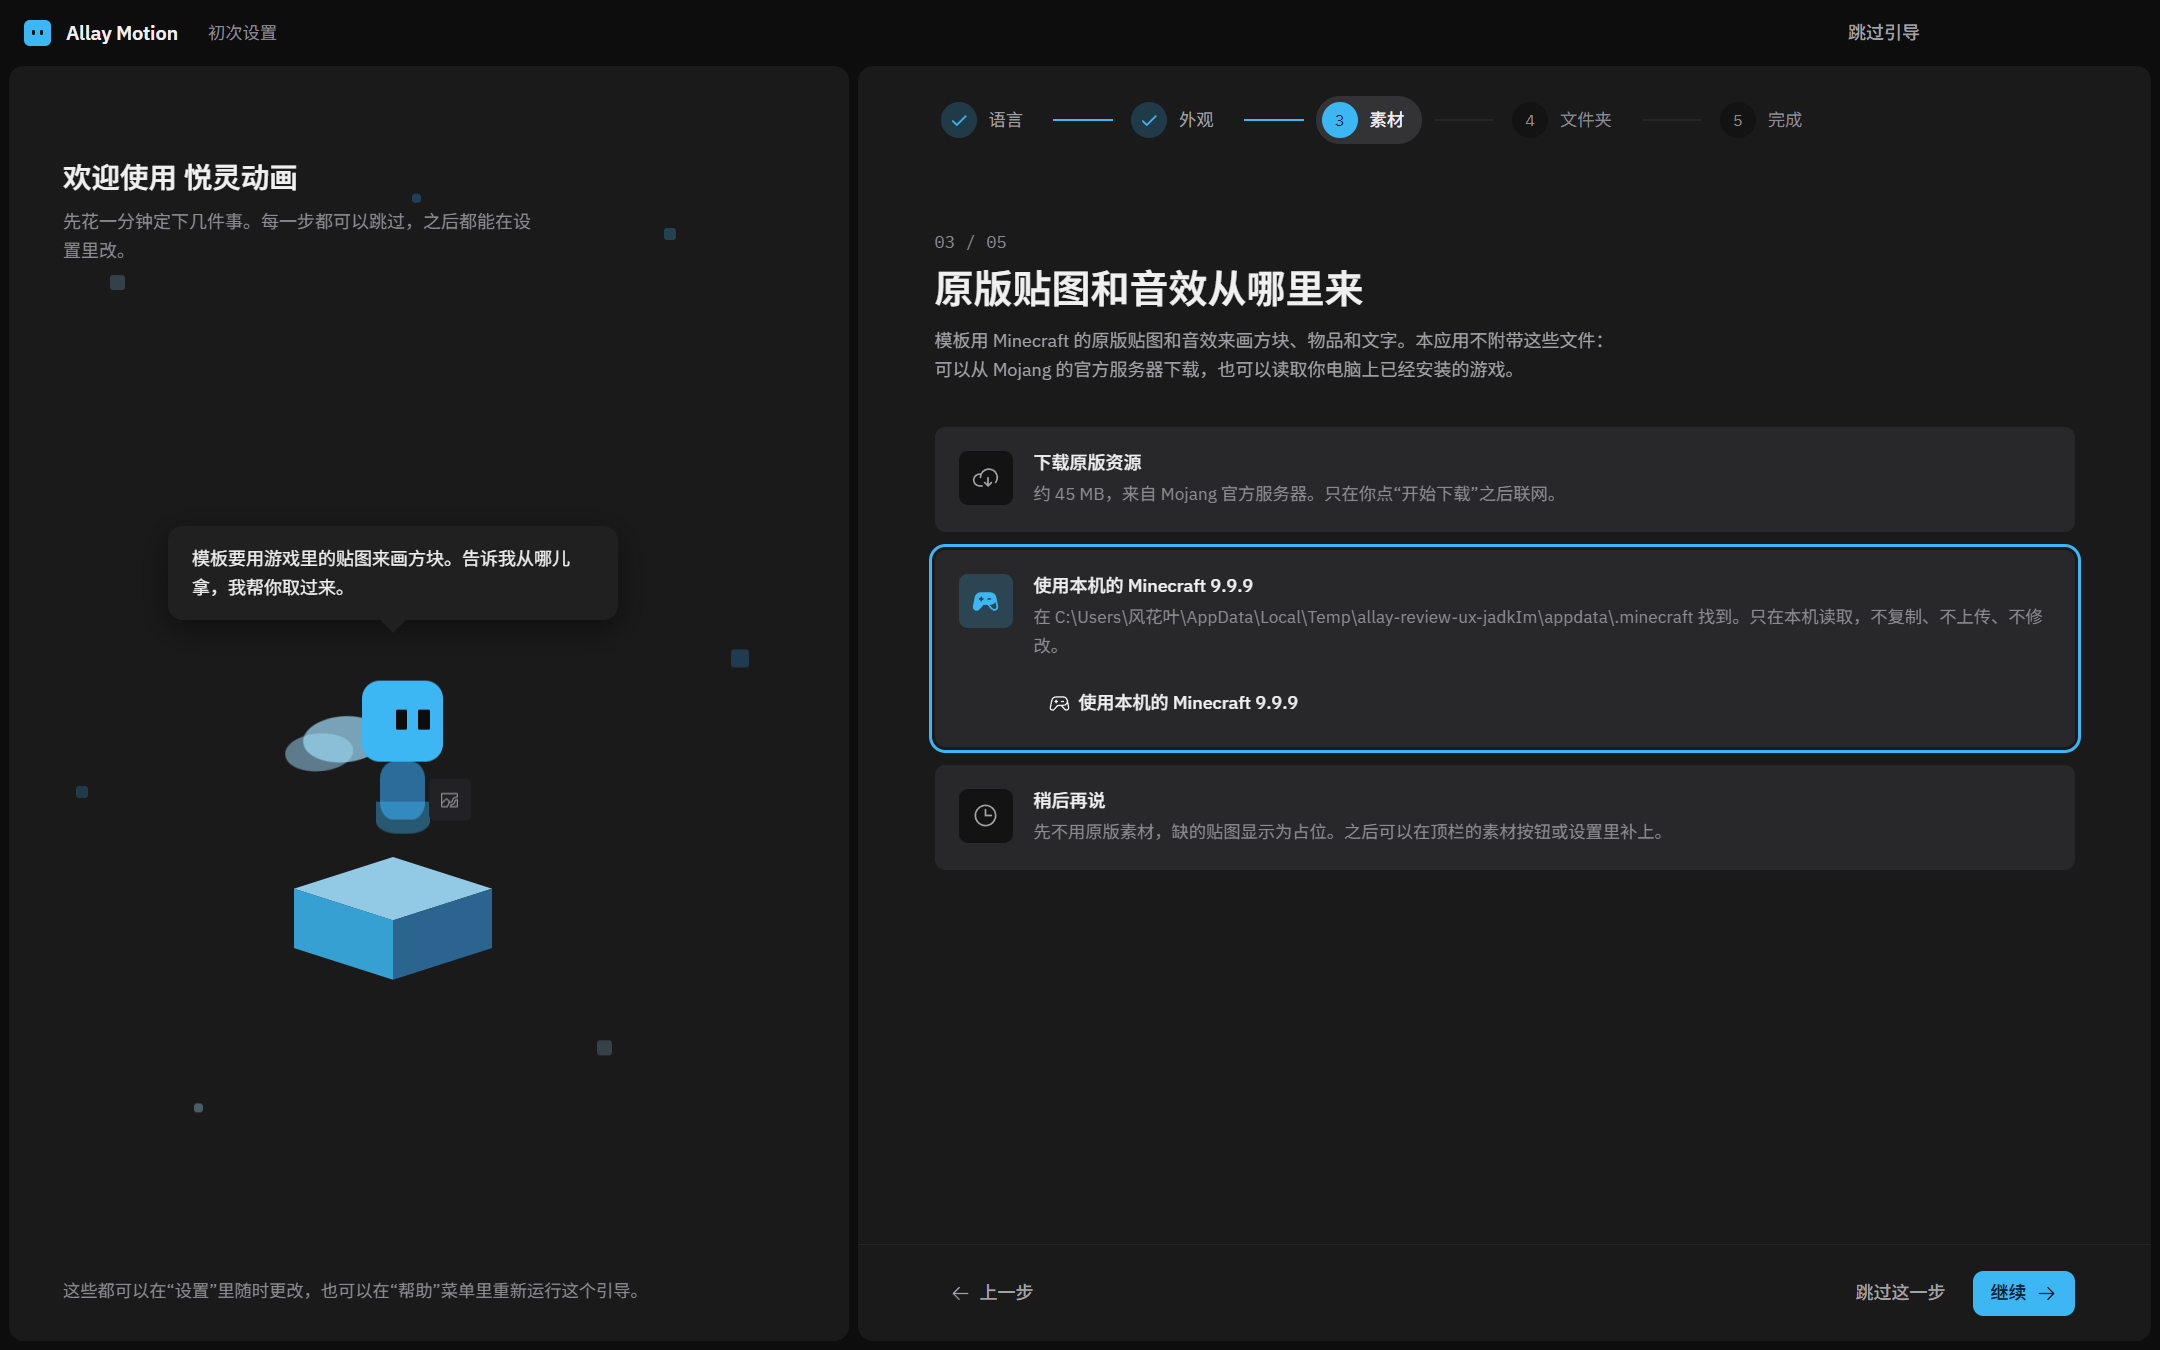 Allay Motion 初次设置 跳过引导
欢迎使用 悦灵动画
先花一分钟定下几件事。每一步都可以跳过，之后都能在设
置里改。
模板要用游戏里的贴图来画方块。告诉我从哪儿
拿，我帮你取过来。
这些都可以在“设置”里随时更改，也可以在“帮助”菜单里重新运行这个引导。
语言 外观 3 素材 4 文件夹 5 完成
03 / 05
原版贴图和音效从哪里来
模板用 Minecraft 的原版贴图和音效来画方块、物品和文字。本应用不附带这些文件：
可以从 Mojang 的官方服务器下载，也可以读取你电脑上已经安装的游戏。
下载原版资源
约 45 MB，来自 Mojang 官方服务器。只在你点“开始下载”之后联网。
使用本机的 Minecraft 9.9.9
在 C:\Users\风花叶\AppData\Local\Temp\allay-review-ux-jadkIm\appdata\.minecraft 找到。只在本机读取，不复制、不上传、不修
改。
使用本机的 Minecraft 9.9.9
稍后再说
先不用原版素材，缺的贴图显示为占位。之后可以在顶栏的素材按钮或设置里补上。
上一步 跳过这一步 继续